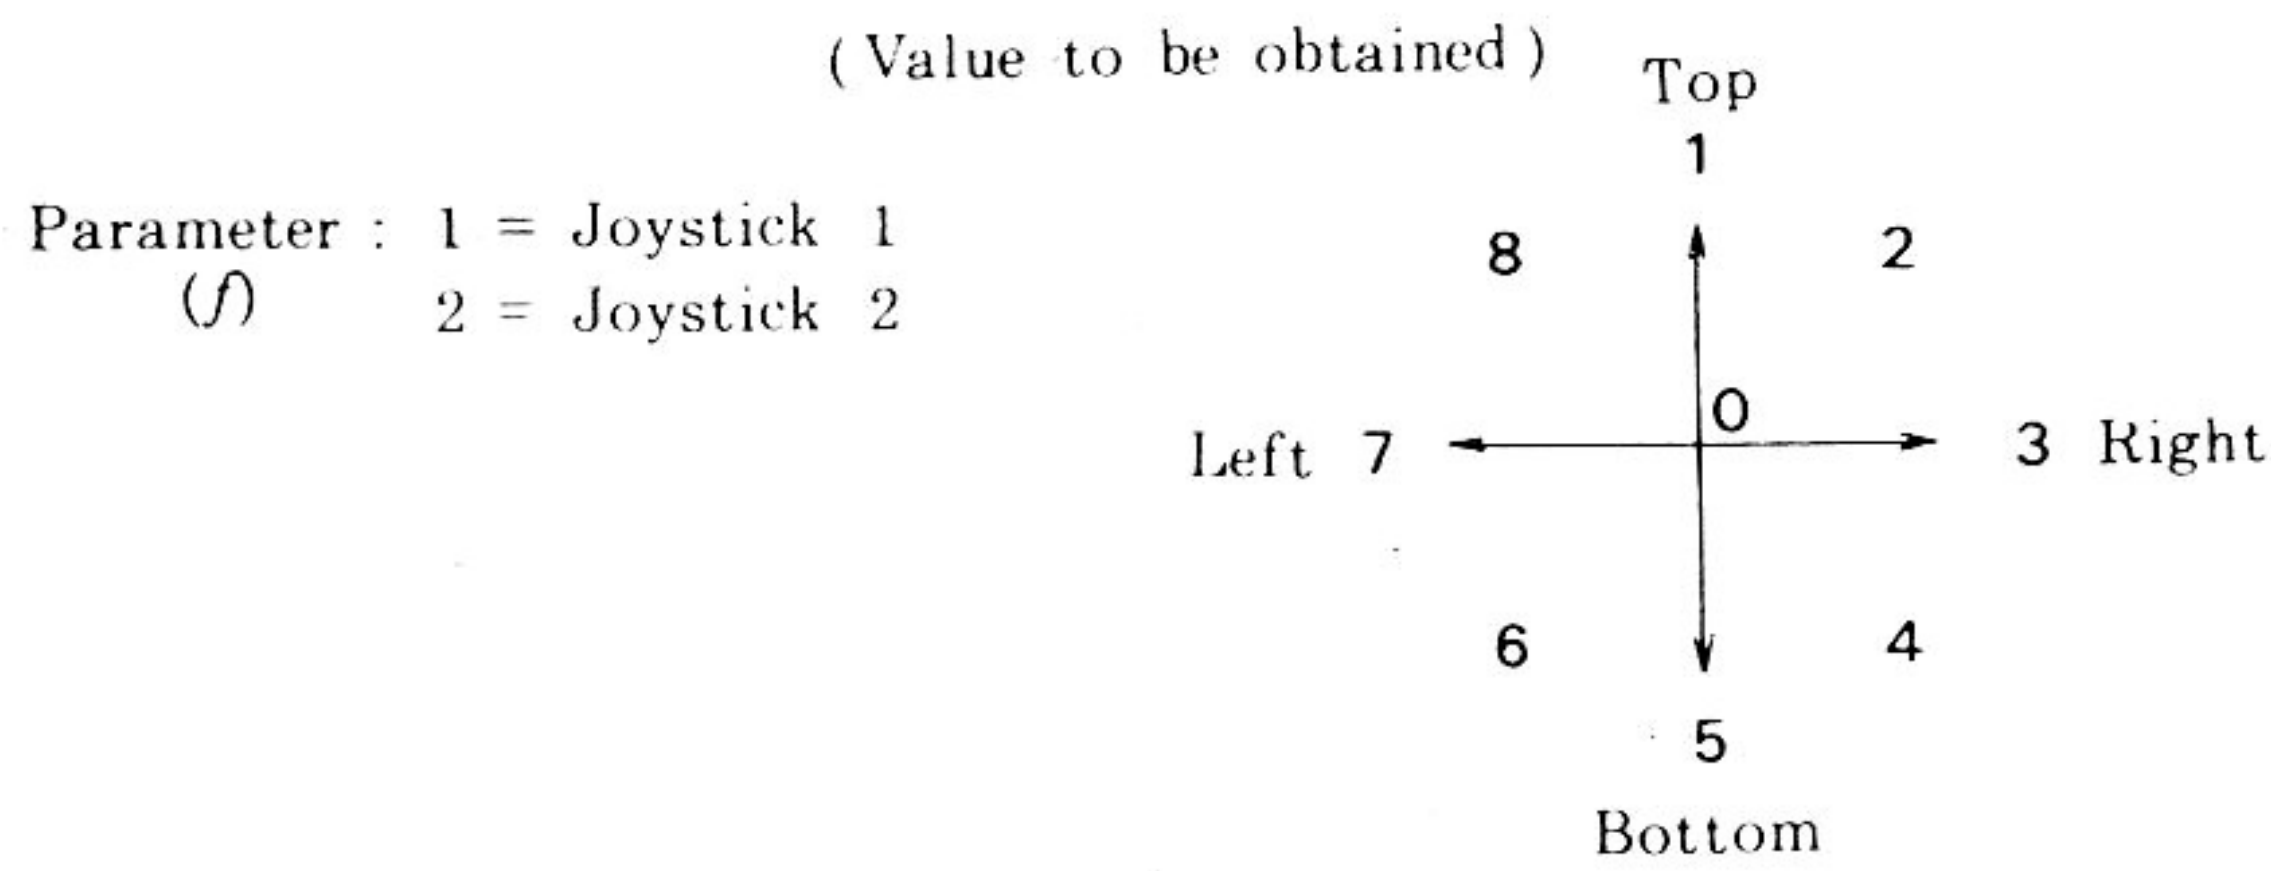 (Value to be obtained)
Top
1
Parameter : 1 = Joystick 1
8 2
(f) 2 = Joystick 2
0
Left 7 3 Right
6 4
5
Bottom